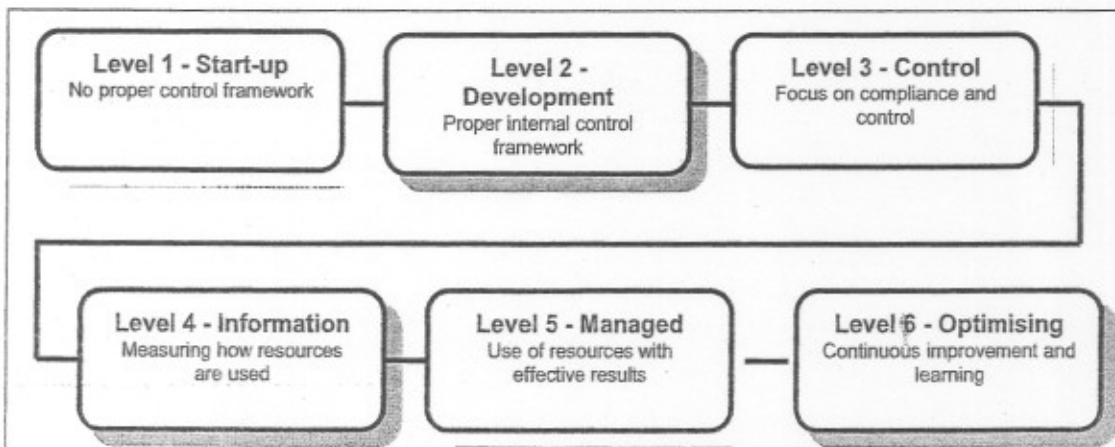 Level 1 - Start-up
No proper control framework
Level 2 -
Development
Proper internal control
framework
Level 3 - Control
Focus on compliance and
control
Level 4 - Information
Measuring how resources
are used
Level 5 - Managed
Use of resources with
effective results
Level 6 - Optimising
Continuous improvement and
learning